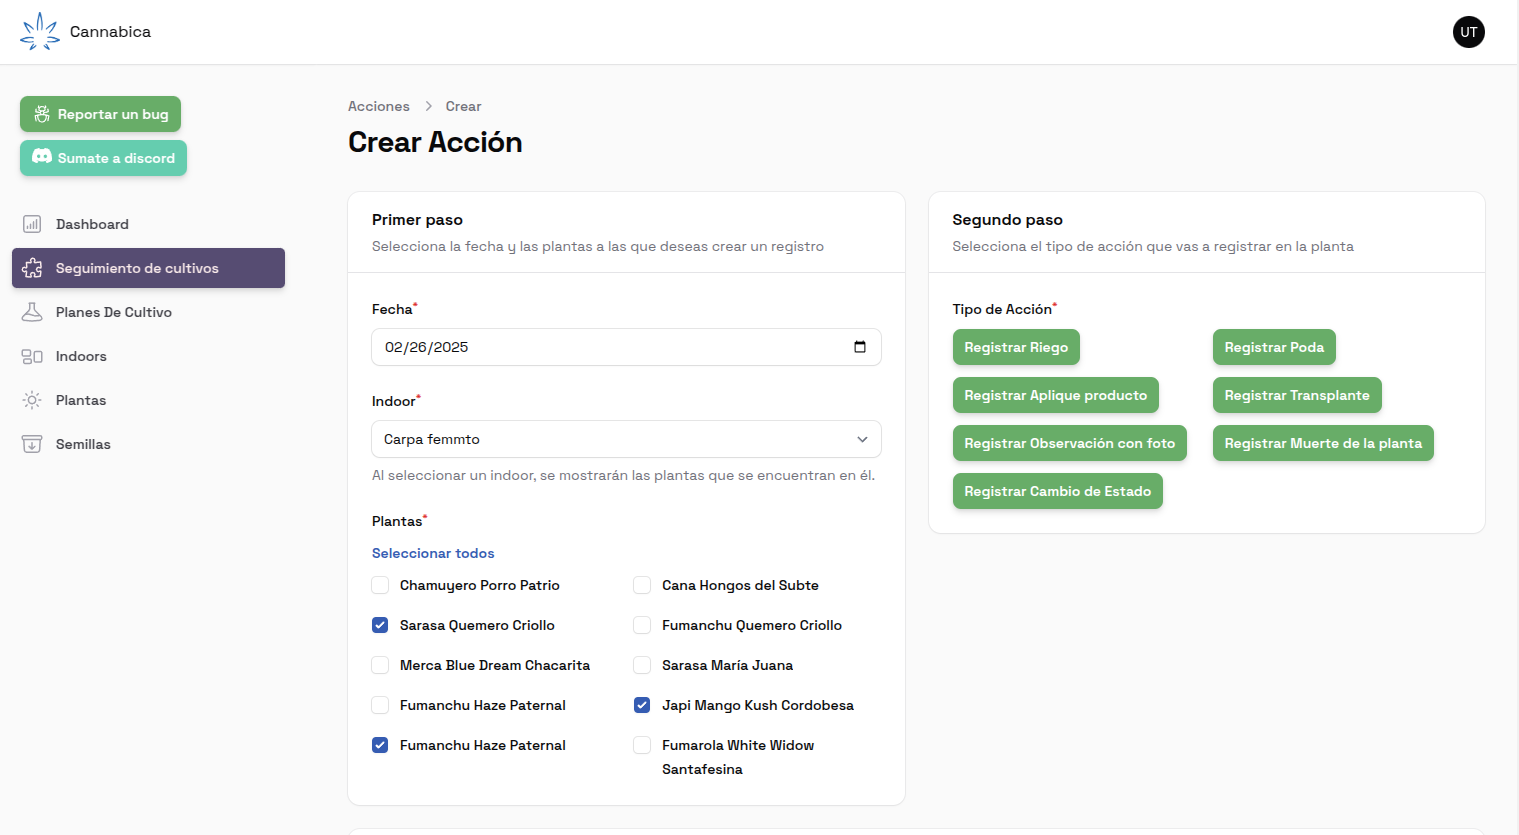 Cannabica
UT
Reportar un bug
Sumate a discord
Dashboard
Seguimiento de cultivos
Planes De Cultivo
Indoors
Plantas
Semillas
Acciones > Crear
Crear Acción
Primer paso
Selecciona la fecha y las plantas a las que deseas crear un registro
Fecha*
02/26/2025
Indoor*
Carpa femmto
Al seleccionar un indoor, se mostrarán las plantas que se encuentran en él.
Plantas*
Seleccionar todos
Chamuyero Porro Patrio
Cana Hongos del Subte
Sarasa Quemero Criollo
Fumanchu Quemero Criollo
Merca Blue Dream Chacarita
Sarasa María Juana
Fumanchu Haze Paternal
Japi Mango Kush Cordobesa
Fumanchu Haze Paternal
Fumarola White Widow
Santafesina
Segundo paso
Selecciona el tipo de acción que vas a registrar en la planta
Tipo de Acción*
Registrar Riego
Registrar Poda
Registrar Aplique producto
Registrar Transplante
Registrar Observación con foto
Registrar Muerte de la planta
Registrar Cambio de Estado